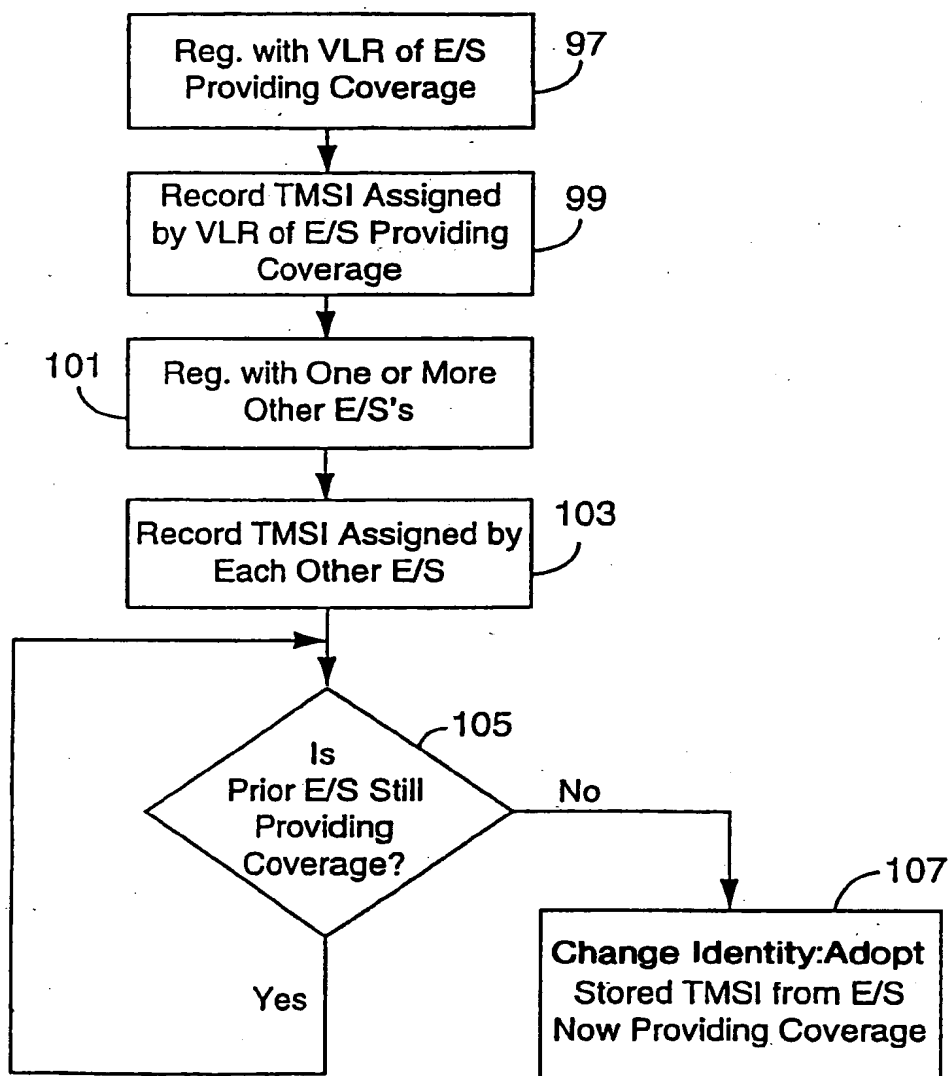 Reg. with VLR of E/S
Providing Coverage
97
Record TMSI Assigned
by VLR of E/S Providing
Coverage
99
101
Reg. with One or More
Other E/S's
Record TMSI Assigned by
Each Other E/S
103
105
Is
Prior E/S Still
Providing
Coverage?
No
Yes
107
Change Identity:Adopt
Stored TMSI from E/S
Now Providing Coverage